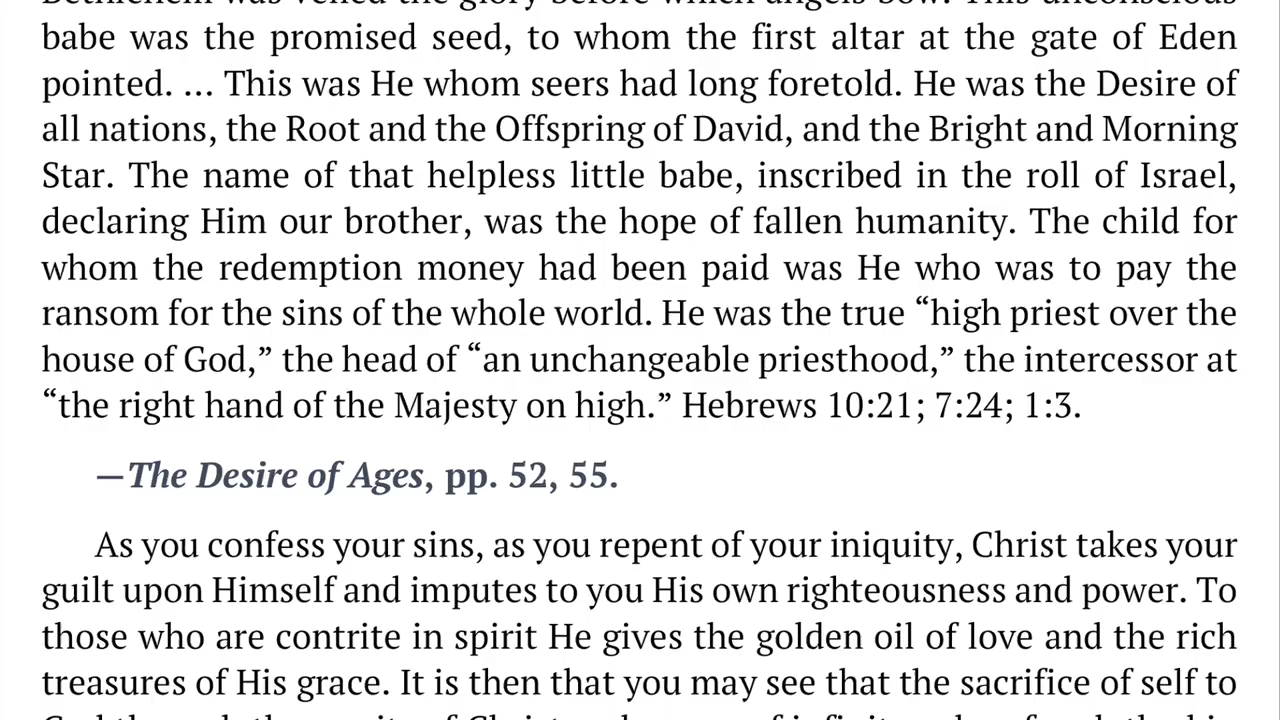 babe was the promised seed, to whom the first altar at the gate of Eden
pointed. ... This was He whom seers had long foretold. He was the Desire of
all nations, the Root and the Offspring of David, and the Bright and Morning
Star. The name of that helpless little babe, inscribed in the roll of Israel,
declaring Him our brother, was the hope of fallen humanity. The child for
whom the redemption money had been paid was He who was to pay the
ransom for the sins of the whole world. He was the true “high priest over the
house of God,” the head of “an unchangeable priesthood,” the intercessor at
“the right hand of the Majesty on high.” Hebrews 10:21; 7:24; 1:3.
—The Desire of Ages, pp. 52, 55.
As you confess your sins, as you repent of your iniquity, Christ takes your
guilt upon Himself and imputes to you His own righteousness and power. To
those who are contrite in spirit He gives the golden oil of love and the rich
treasures of His grace. It is then that you may see that the sacrifice of self to